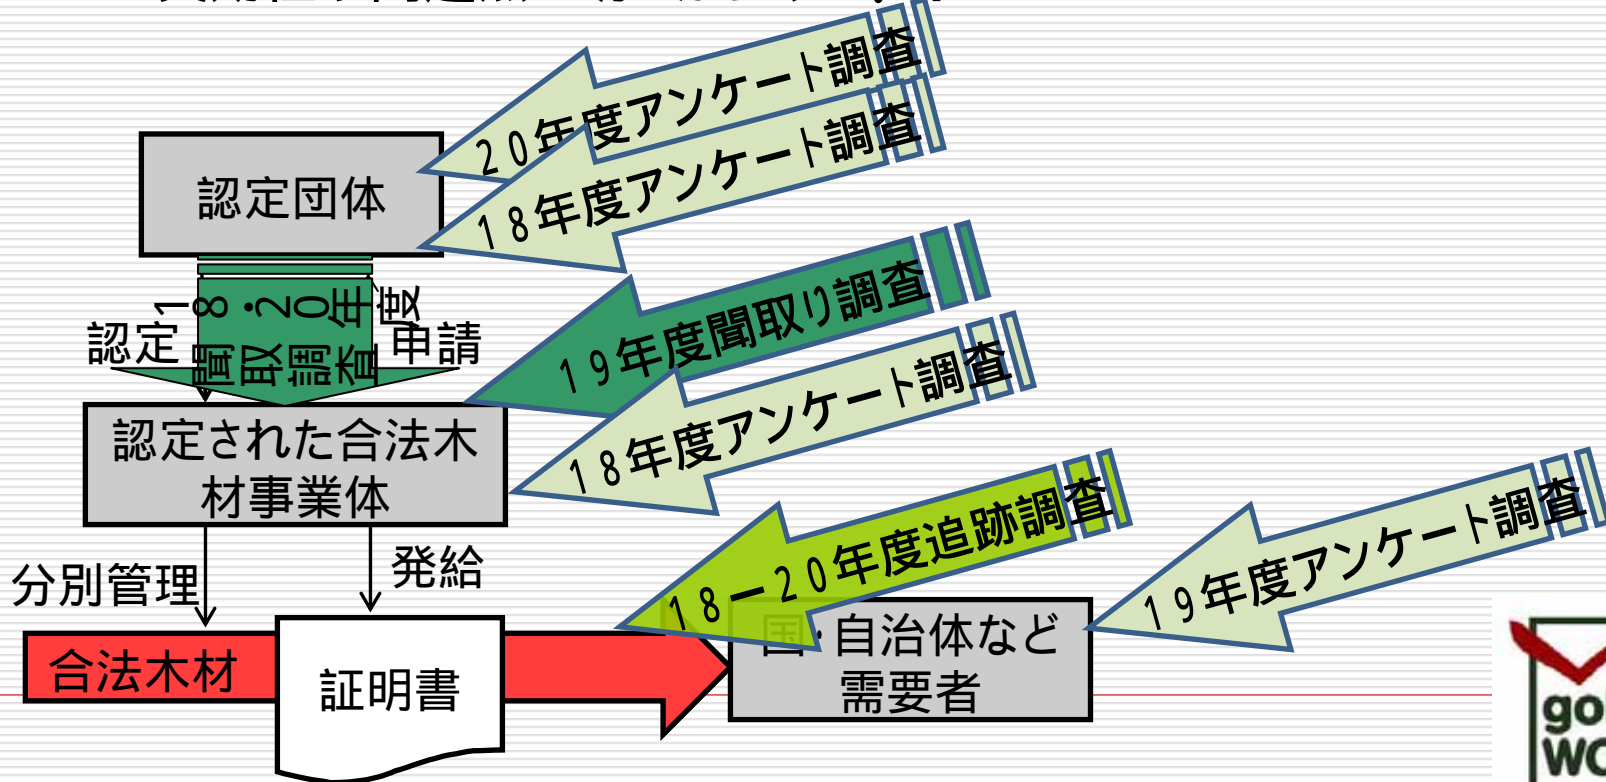 20年度アンケート調査
18年度アンケート調査
認定団体
18・20年度
聞取調査
認定
申請
19年度聞取り調査
18年度アンケート調査
認定された合法木
材事業体
分別管理
発給
18ー20年度追跡調査
19年度アンケート調査
国・自治体など
需要者
合法木材
証明書
go
WO